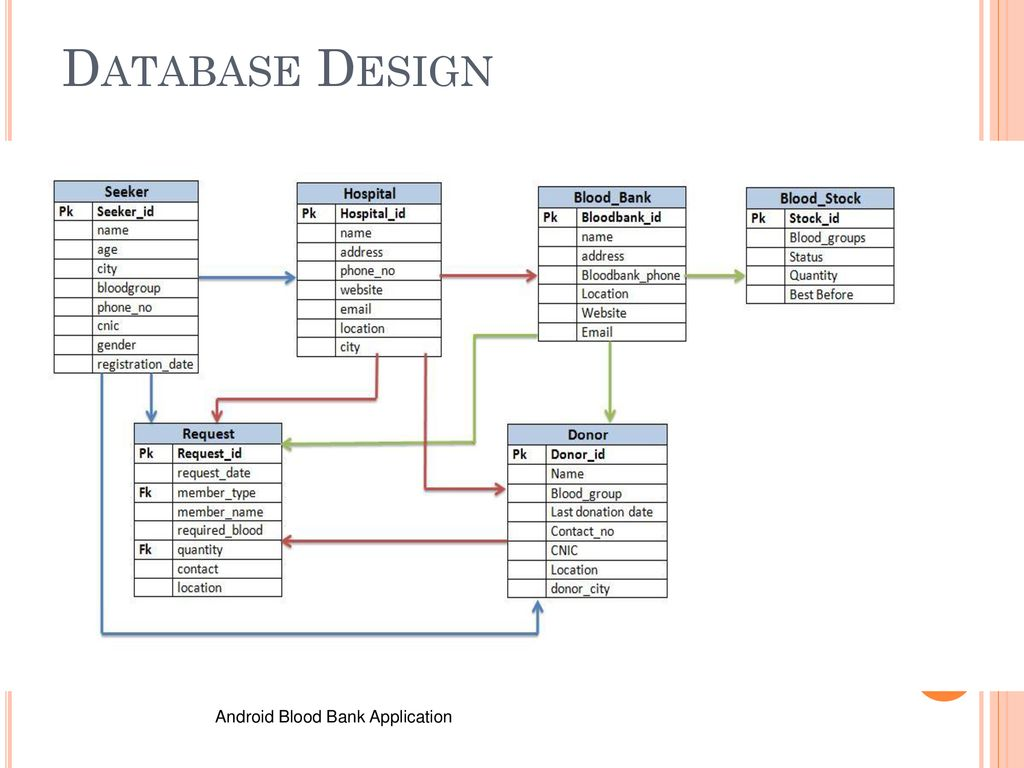 DATABASE DESIGN
Seeker
Pk Seeker_id
name
age
city
bloodgroup
phone_no
cnic
gender
registration_date
Hospital
Pk Hospital_id
name
address
phone_no
website
email
location
city
Blood_Bank
Pk Bloodbank_id
name
address
Bloodbank_phone
Location
Website
Email
Blood_Stock
Pk Stock_id
Blood_groups
Status
Quantity
Best Before
Request
Pk Request_id
request_date
Fk member_type
member_name
required_blood
Fk quantity
contact
location
Donor
Pk Donor_id
Name
Blood_group
Last donation date
Contact_no
CNIC
Location
donor_city
Android Blood Bank Application